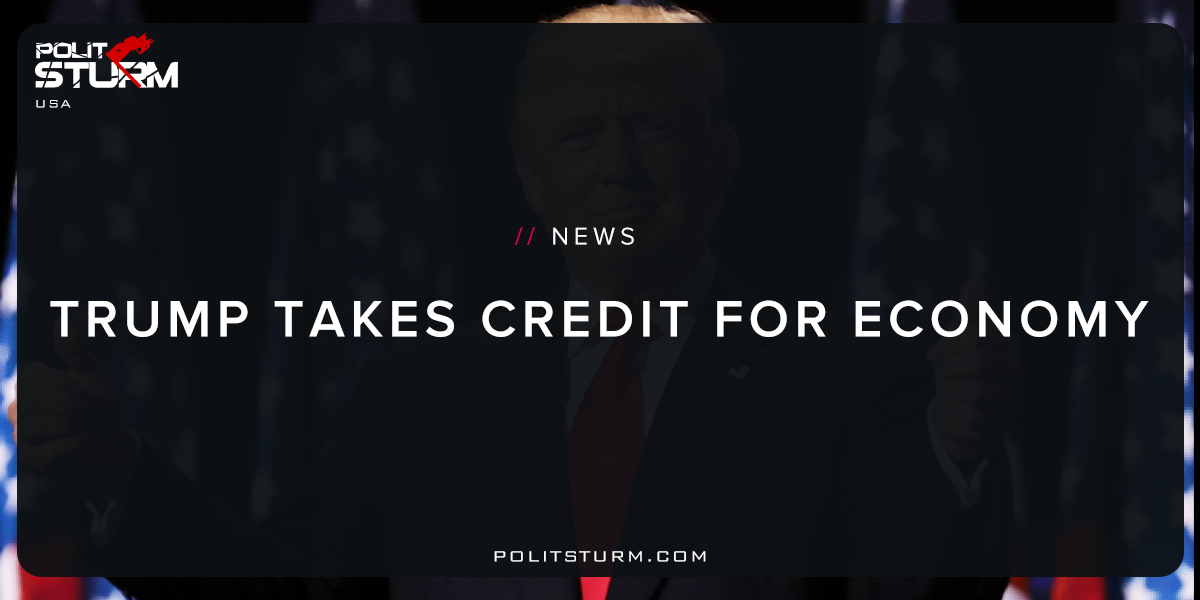 POLIT
STURM
USA
// NEWS
TRUMP TAKES CREDIT FOR ECONOMY
POLITSTURM.COM